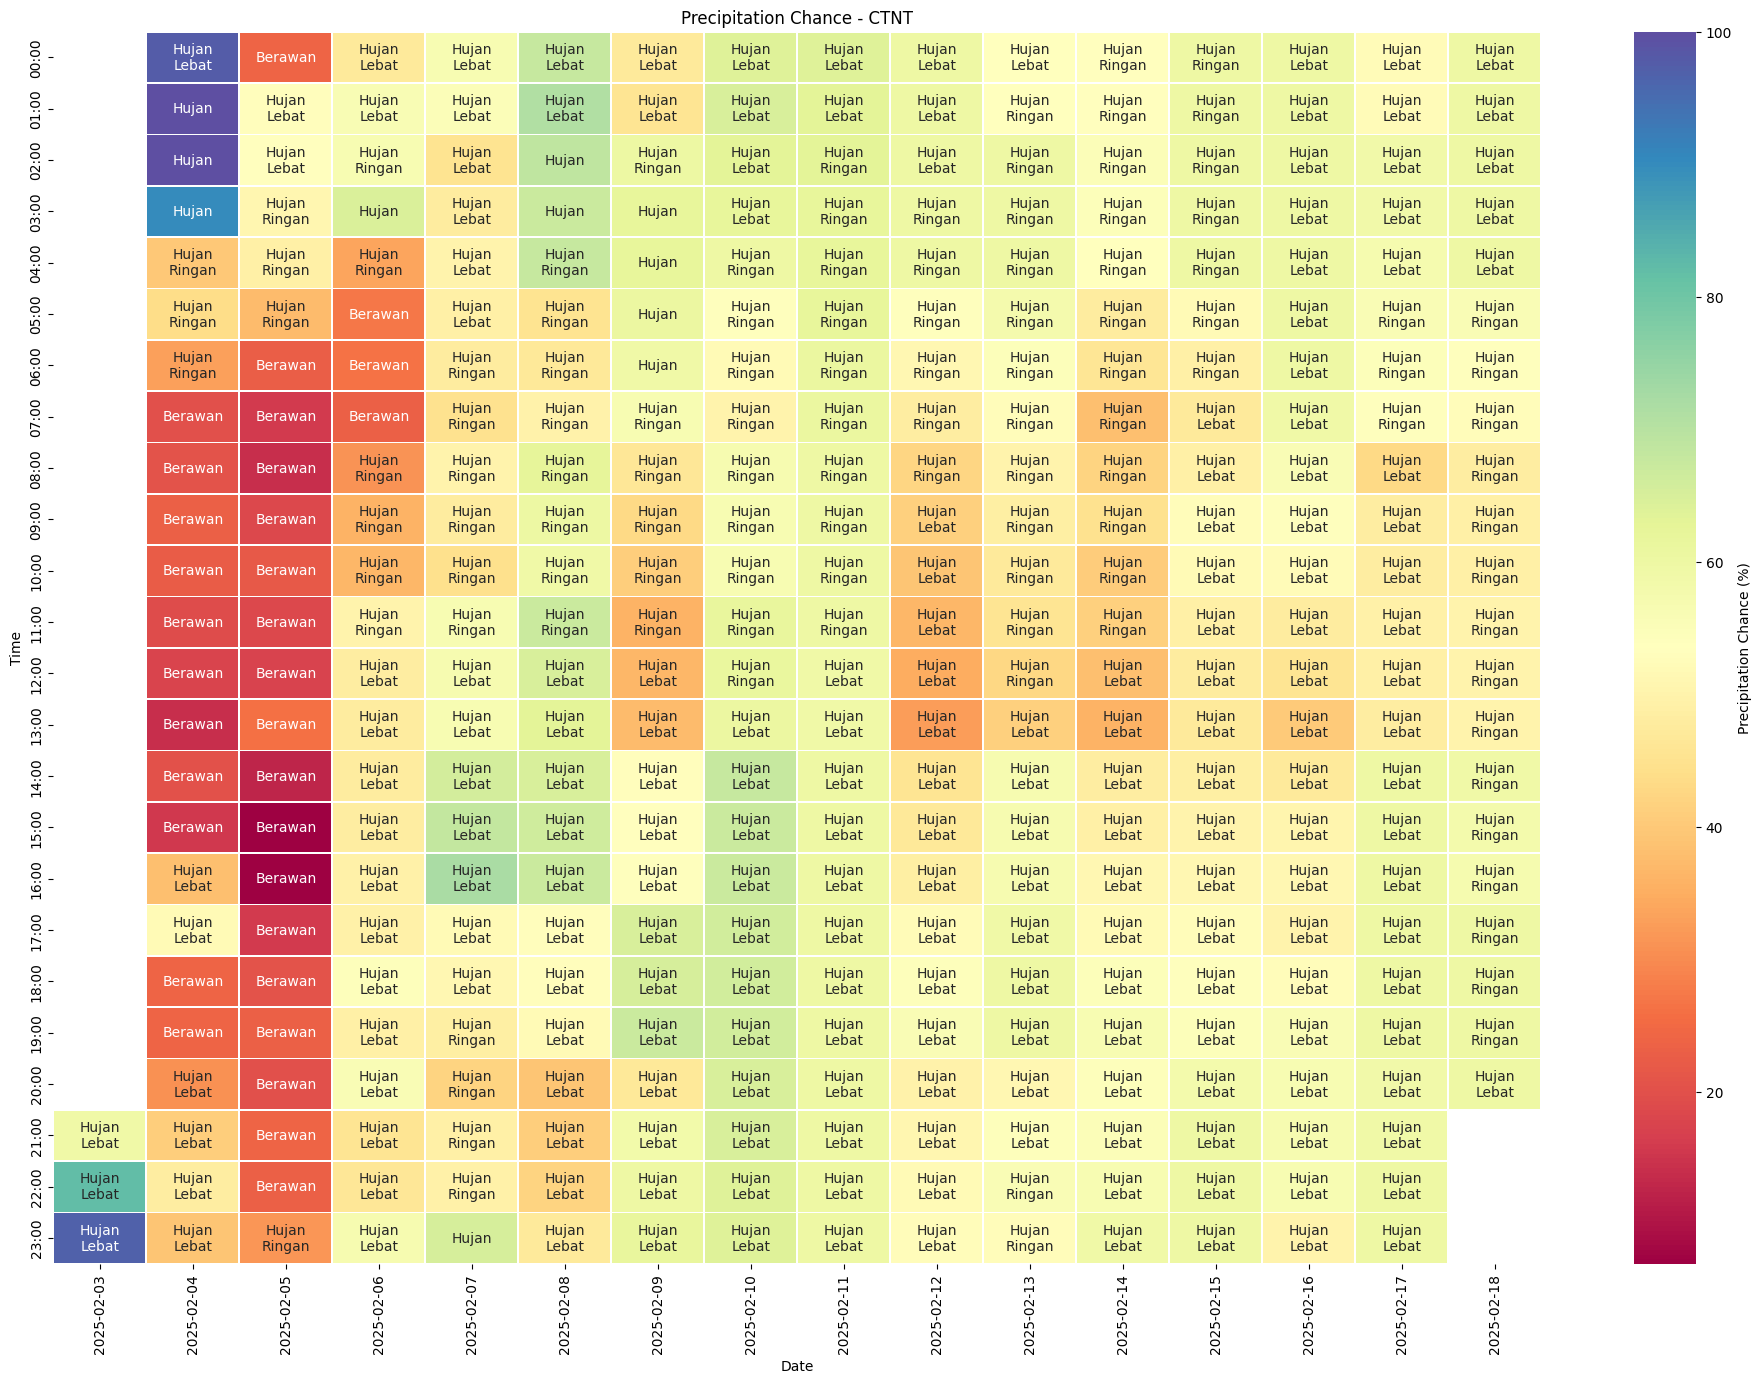 Precipitation Chance - CTNT
00:00 Hujan Lebat Berawan Hujan Lebat Hujan Lebat Hujan Lebat Hujan Lebat Hujan Lebat Hujan Lebat Hujan Lebat Hujan Lebat Hujan Ringan Hujan Ringan Hujan Lebat Hujan Lebat Hujan Lebat
01:00 Hujan Hujan Lebat Hujan Lebat Hujan Lebat Hujan Lebat Hujan Lebat Hujan Lebat Hujan Lebat Hujan Lebat Hujan Ringan Hujan Ringan Hujan Ringan Hujan Lebat Hujan Lebat Hujan Lebat
02:00 Hujan Hujan Lebat Hujan Ringan Hujan Lebat Hujan Hujan Ringan Hujan Lebat Hujan Ringan Hujan Lebat Hujan Ringan Hujan Ringan Hujan Ringan Hujan Lebat Hujan Lebat Hujan Lebat
03:00 Hujan Hujan Ringan Hujan Hujan Lebat Hujan Hujan Hujan Lebat Hujan Ringan Hujan Ringan Hujan Ringan Hujan Ringan Hujan Ringan Hujan Lebat Hujan Lebat Hujan Lebat
04:00 Hujan Ringan Hujan Ringan Hujan Ringan Hujan Lebat Hujan Ringan Hujan Hujan Ringan Hujan Ringan Hujan Ringan Hujan Ringan Hujan Ringan Hujan Ringan Hujan Lebat Hujan Lebat Hujan Lebat
05:00 Hujan Ringan Hujan Ringan Berawan Hujan Lebat Hujan Ringan Hujan Hujan Ringan Hujan Ringan Hujan Ringan Hujan Ringan Hujan Ringan Hujan Ringan Hujan Lebat Hujan Ringan Hujan Ringan
06:00 Hujan Ringan Berawan Berawan Hujan Ringan Hujan Ringan Hujan Hujan Ringan Hujan Ringan Hujan Ringan Hujan Ringan Hujan Ringan Hujan Ringan Hujan Lebat Hujan Ringan Hujan Ringan
07:00 Berawan Berawan Berawan Hujan Ringan Hujan Ringan Hujan Ringan Hujan Ringan Hujan Ringan Hujan Ringan Hujan Ringan Hujan Ringan Hujan Lebat Hujan Lebat Hujan Ringan Hujan Ringan
08:00 Berawan Berawan Hujan Ringan Hujan Ringan Hujan Ringan Hujan Ringan Hujan Ringan Hujan Ringan Hujan Ringan Hujan Ringan Hujan Ringan Hujan Lebat Hujan Lebat Hujan Lebat Hujan Ringan
09:00 Berawan Berawan Hujan Ringan Hujan Ringan Hujan Ringan Hujan Ringan Hujan Ringan Hujan Ringan Hujan Lebat Hujan Ringan Hujan Ringan Hujan Lebat Hujan Lebat Hujan Lebat Hujan Ringan
10:00 Berawan Berawan Hujan Ringan Hujan Ringan Hujan Ringan Hujan Ringan Hujan Ringan Hujan Ringan Hujan Lebat Hujan Ringan Hujan Ringan Hujan Lebat Hujan Lebat Hujan Lebat Hujan Ringan
11:00 Berawan Berawan Hujan Ringan Hujan Ringan Hujan Ringan Hujan Ringan Hujan Ringan Hujan Ringan Hujan Lebat Hujan Ringan Hujan Ringan Hujan Lebat Hujan Lebat Hujan Lebat Hujan Ringan
12:00 Berawan Berawan Hujan Lebat Hujan Lebat Hujan Lebat Hujan Lebat Hujan Ringan Hujan Lebat Hujan Lebat Hujan Ringan Hujan Lebat Hujan Lebat Hujan Lebat Hujan Lebat Hujan Ringan
13:00 Berawan Berawan Hujan Lebat Hujan Lebat Hujan Lebat Hujan Lebat Hujan Lebat Hujan Lebat Hujan Lebat Hujan Lebat Hujan Lebat Hujan Lebat Hujan Lebat Hujan Lebat Hujan Ringan
14:00 Berawan Berawan Hujan Lebat Hujan Lebat Hujan Lebat Hujan Lebat Hujan Lebat Hujan Lebat Hujan Lebat Hujan Lebat Hujan Lebat Hujan Lebat Hujan Lebat Hujan Lebat Hujan Ringan
15:00 Berawan Berawan Hujan Lebat Hujan Lebat Hujan Lebat Hujan Lebat Hujan Lebat Hujan Lebat Hujan Lebat Hujan Lebat Hujan Lebat Hujan Lebat Hujan Lebat Hujan Lebat Hujan Ringan
16:00 Hujan Lebat Berawan Hujan Lebat Hujan Lebat Hujan Lebat Hujan Lebat Hujan Lebat Hujan Lebat Hujan Lebat Hujan Lebat Hujan Lebat Hujan Lebat Hujan Lebat Hujan Lebat Hujan Ringan
17:00 Hujan Lebat Berawan Hujan Lebat Hujan Lebat Hujan Lebat Hujan Lebat Hujan Lebat Hujan Lebat Hujan Lebat Hujan Lebat Hujan Lebat Hujan Lebat Hujan Lebat Hujan Lebat Hujan Ringan
18:00 Berawan Berawan Hujan Lebat Hujan Lebat Hujan Lebat Hujan Lebat Hujan Lebat Hujan Lebat Hujan Lebat Hujan Lebat Hujan Lebat Hujan Lebat Hujan Lebat Hujan Lebat Hujan Ringan
19:00 Berawan Berawan Hujan Lebat Hujan Ringan Hujan Lebat Hujan Lebat Hujan Lebat Hujan Lebat Hujan Lebat Hujan Lebat Hujan Lebat Hujan Lebat Hujan Lebat Hujan Lebat Hujan Ringan
20:00 Hujan Lebat Berawan Hujan Lebat Hujan Ringan Hujan Lebat Hujan Lebat Hujan Lebat Hujan Lebat Hujan Lebat Hujan Lebat Hujan Lebat Hujan Lebat Hujan Lebat Hujan Lebat Hujan Lebat
21:00 Hujan Lebat Hujan Lebat Berawan Hujan Lebat Hujan Ringan Hujan Lebat Hujan Lebat Hujan Lebat Hujan Lebat Hujan Lebat Hujan Lebat Hujan Lebat Hujan Lebat Hujan Lebat Hujan Lebat
22:00 Hujan Lebat Hujan Lebat Berawan Hujan Lebat Hujan Ringan Hujan Lebat Hujan Lebat Hujan Lebat Hujan Lebat Hujan Lebat Hujan Ringan Hujan Lebat Hujan Lebat Hujan Lebat Hujan Lebat
23:00 Hujan Lebat Hujan Lebat Hujan Ringan Hujan Lebat Hujan Hujan Lebat Hujan Lebat Hujan Lebat Hujan Lebat Hujan Lebat Hujan Ringan Hujan Lebat Hujan Lebat Hujan Lebat Hujan Lebat
Time
2025-02-03 2025-02-04 2025-02-05 2025-02-06 2025-02-07 2025-02-08 2025-02-09 2025-02-10 2025-02-11 2025-02-12 2025-02-13 2025-02-14 2025-02-15 2025-02-16 2025-02-17 2025-02-18
Date
100
80
60
40
20
Precipitation Chance (%)